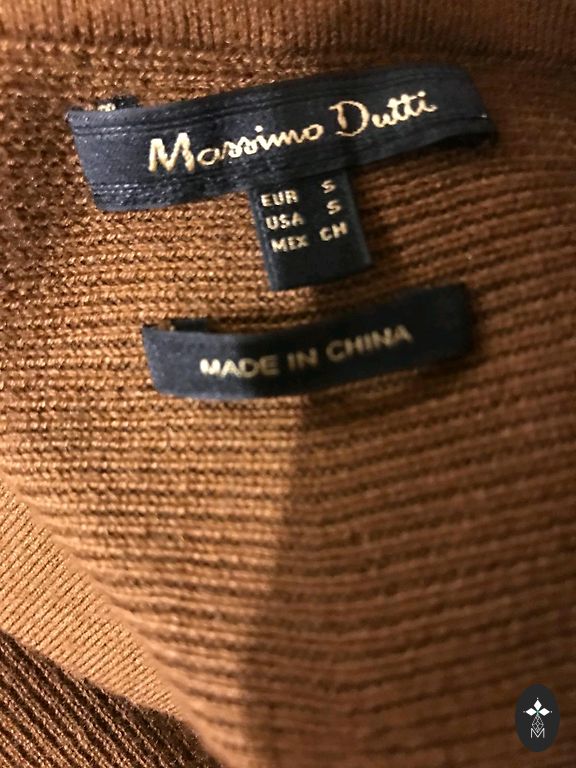 Massimo Dutti
EUR S
USA S
MEX CH
MADE IN CHINA
M